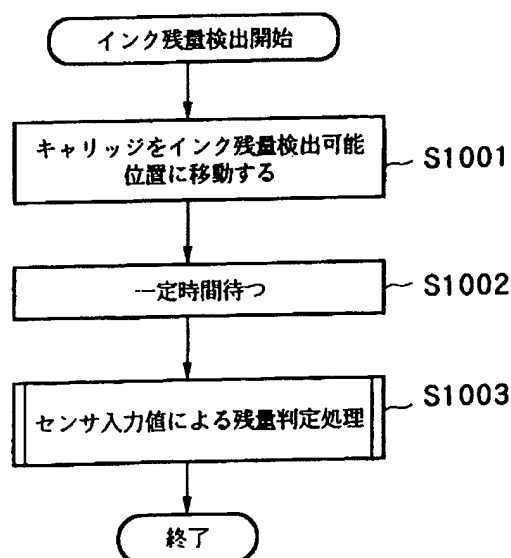 インク残量検出開始
キャリッジをインク残量検出可能
位置に移動する
S1001
一定時間待つ
S1002
センサ入力値による残量判定処理
S1003
終了